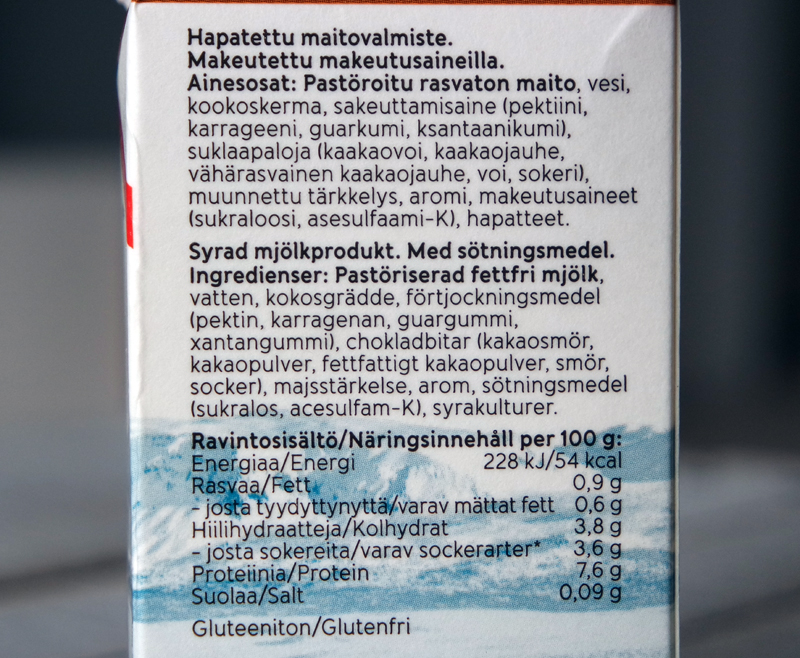 Hapatettu maitovalmiste.
Makeutettu makeutusaineilla.
Ainesosat: Pastöroitu rasvaton maito, vesi,
kookoskerma, sakeuttamisaine (pektiini,
karrageeni, guarkumi, ksantaanikumi),
suklaapaloja (kaakaovoi, kaakaojauhe,
vähärasvainen kaakaojauhe, voi, sokeri),
muunnettu tärkkelys, aromi, makeutusaineet
(sukraloosi, asesulfaami-K), hapatteet.
Syrad mjölkprodukt. Med sötningsmedel.
Ingredienser: Pastöriserad fettfri mjölk,
vatten, kokosgrädde, förtjockningsmedel
(pektin, karragenan, guargummi,
xantangummi), chokladbitar (kakaosmör,
kakaopulver, fettfattigt kakaopulver, smör,
socker), majsstärkelse, arom, sötningsmedel
(sukralos, acesulfam-K), syrakulturer.
Ravintosisältö/Näringsinnehåll per 100 g:
Energiaa/Energi 228 kJ/54 kcal
Rasvaa/Fett 0,9 g
- josta tyydyttynyttä/varav mättat fett 0,6 g
Hiilihydraatteja/Kolhydrat 3,8 g
- josta sokereita/varav sockerarter* 3,6 g
Proteiinia/Protein 7,6 g
Suolaa/Salt 0,09 g
Gluteeniton/Glutenfri